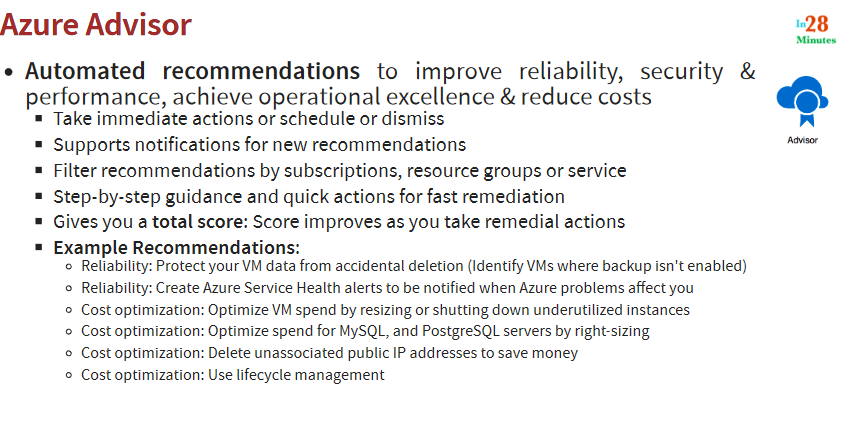 Azure Advisor
In28
Minutes
• Automated recommendations to improve reliability, security &
performance, achieve operational excellence & reduce costs
▪ Take immediate actions or schedule or dismiss
▪ Supports notifications for new recommendations
▪ Filter recommendations by subscriptions, resource groups or service
▪ Step-by-step guidance and quick actions for fast remediation
▪ Gives you a total score: Score improves as you take remedial actions
▪ Example Recommendations:
○ Reliability: Protect your VM data from accidental deletion (Identify VMs where backup isn't enabled)
○ Reliability: Create Azure Service Health alerts to be notified when Azure problems affect you
○ Cost optimization: Optimize VM spend by resizing or shutting down underutilized instances
○ Cost optimization: Optimize spend for MySQL, and PostgreSQL servers by right-sizing
○ Cost optimization: Delete unassociated public IP addresses to save money
○ Cost optimization: Use lifecycle management
Advisor